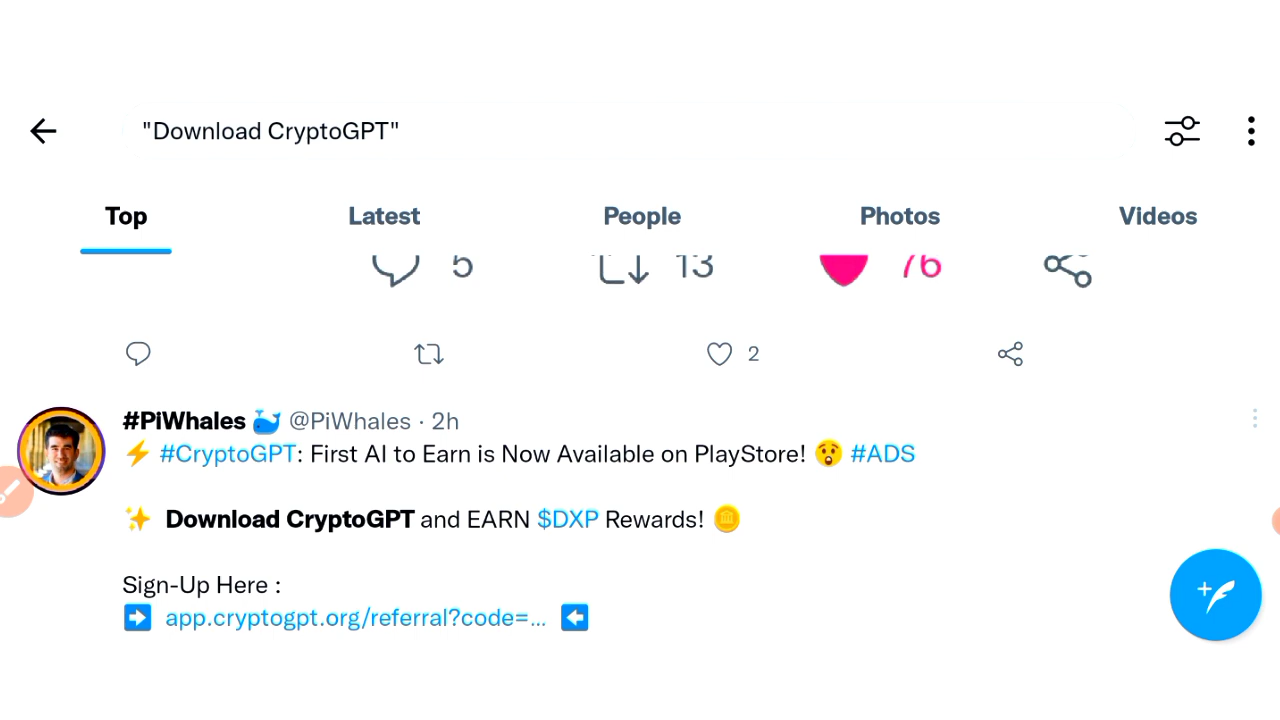 "Download CryptoGPT"
Top Latest People Photos Videos
5 13 76
2
#PiWhales 🐳 @PiWhales · 2h
⚡ #CryptoGPT: First AI to Earn is Now Available on PlayStore! 😲 #ADS
✨ Download CryptoGPT and EARN $DXP Rewards! 🪙
Sign-Up Here :
➡️ app.cryptogpt.org/referral?code=... ⬅️